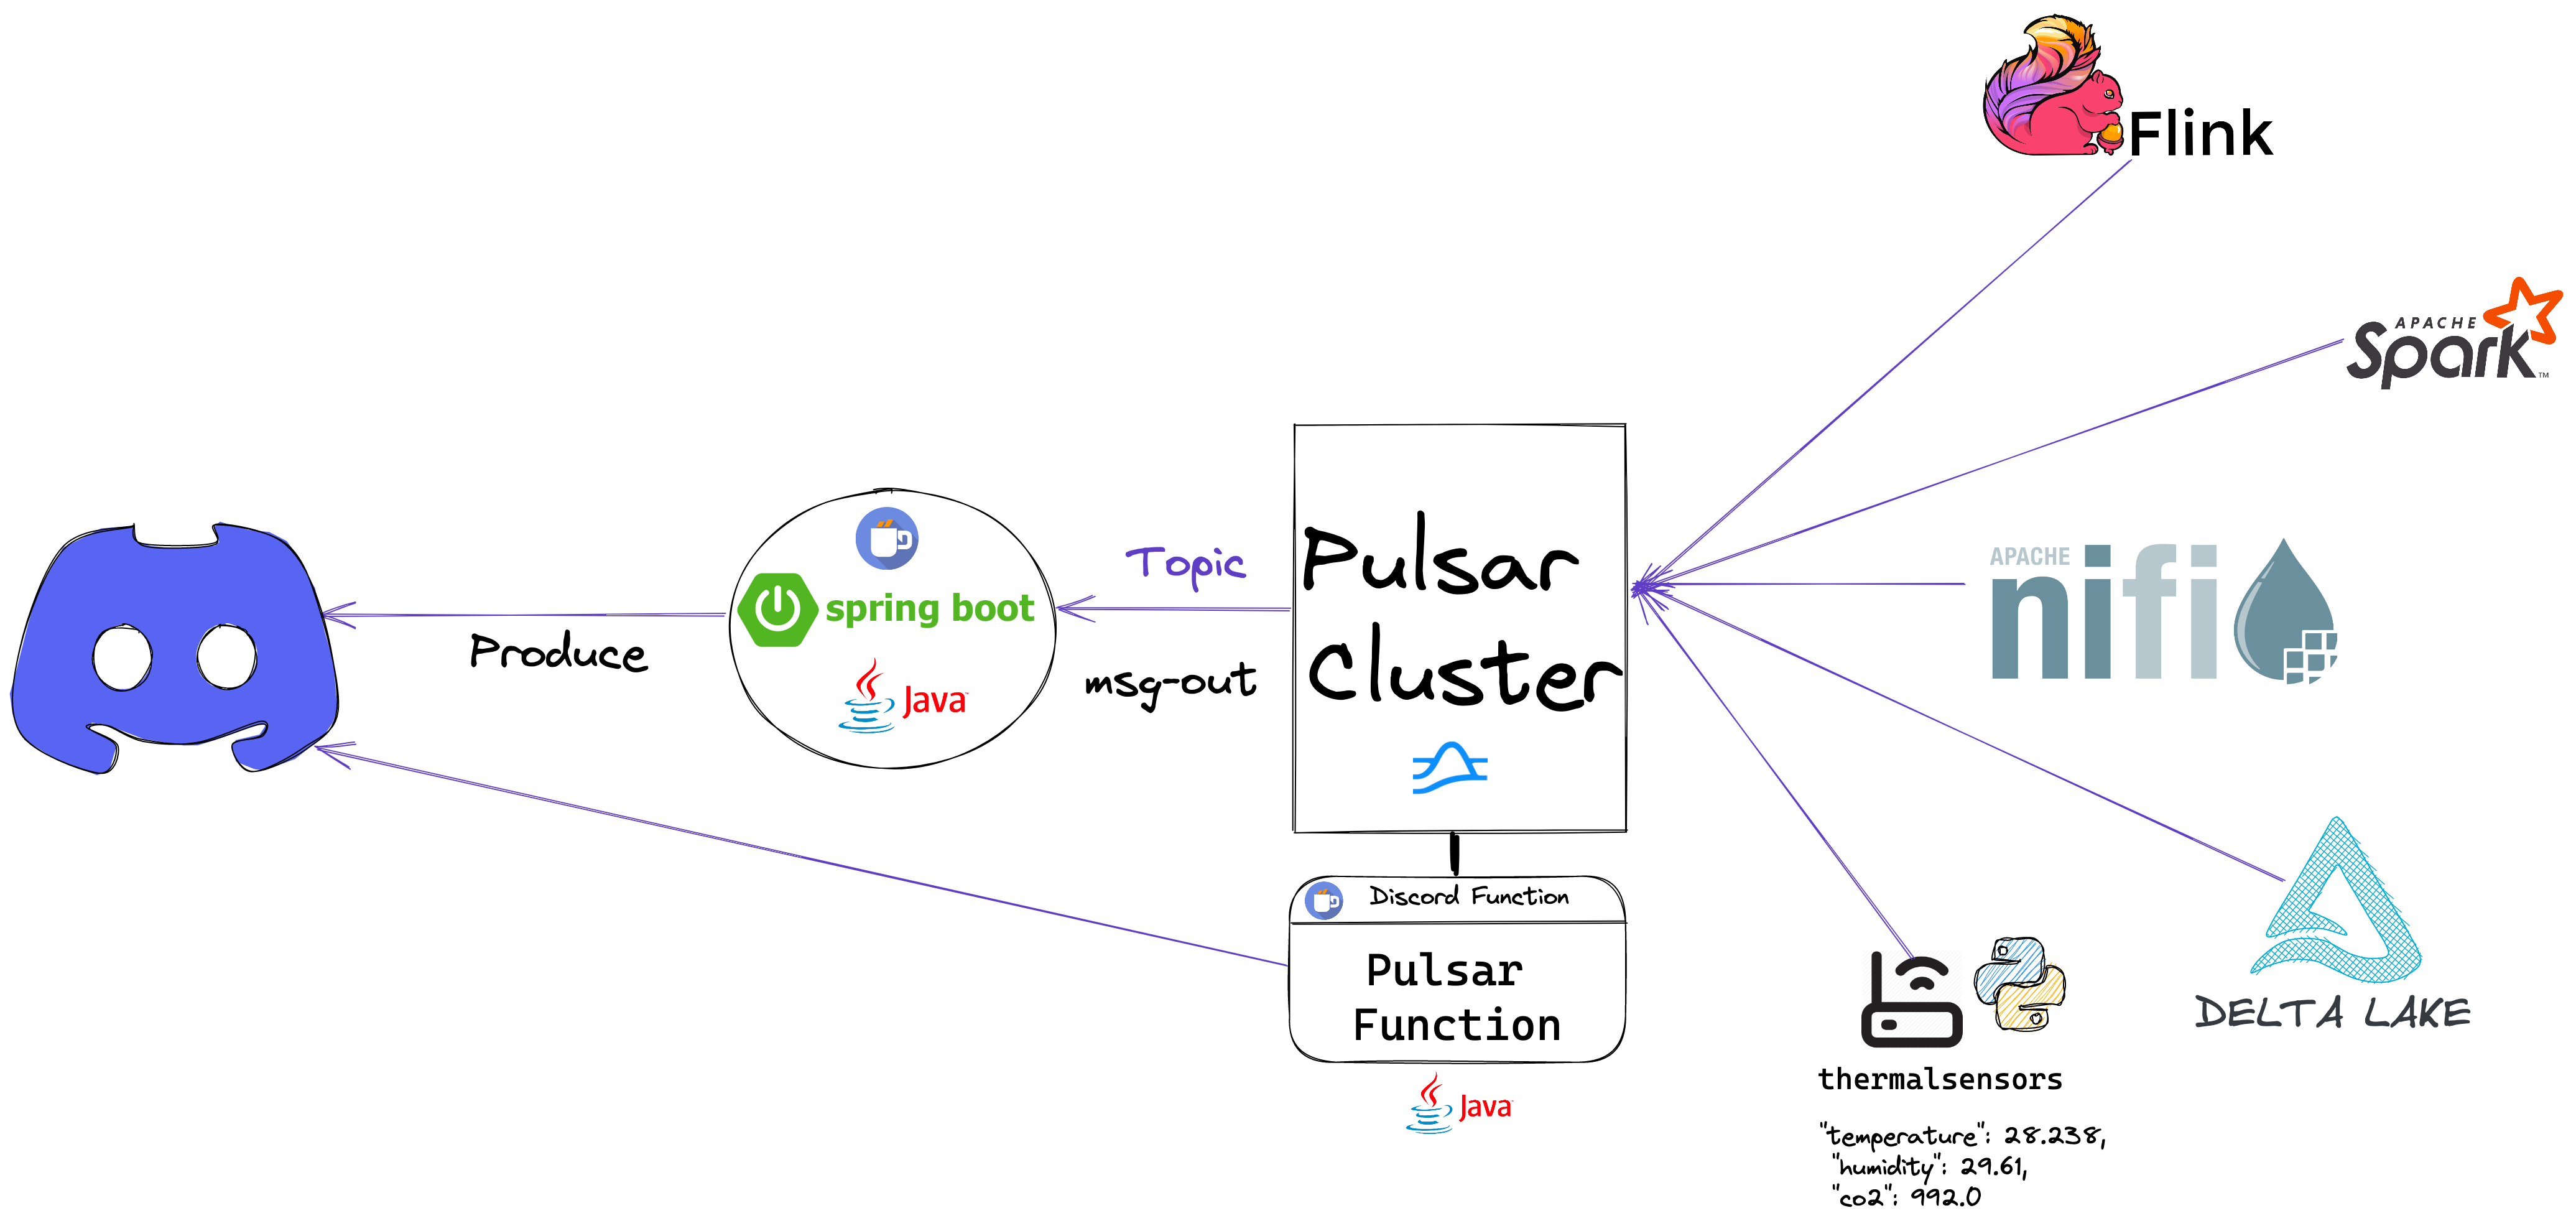 Flink
APACHE
Spark™
APACHE
nifi
Topic
Pulsar
Cluster
spring boot
Produce
msg-out
Java
Discord Function
Pulsar
Function
Java
DELTA LAKE
thermalsensors
"temperature": 28.238,
"humidity": 29.61,
"co2": 992.0